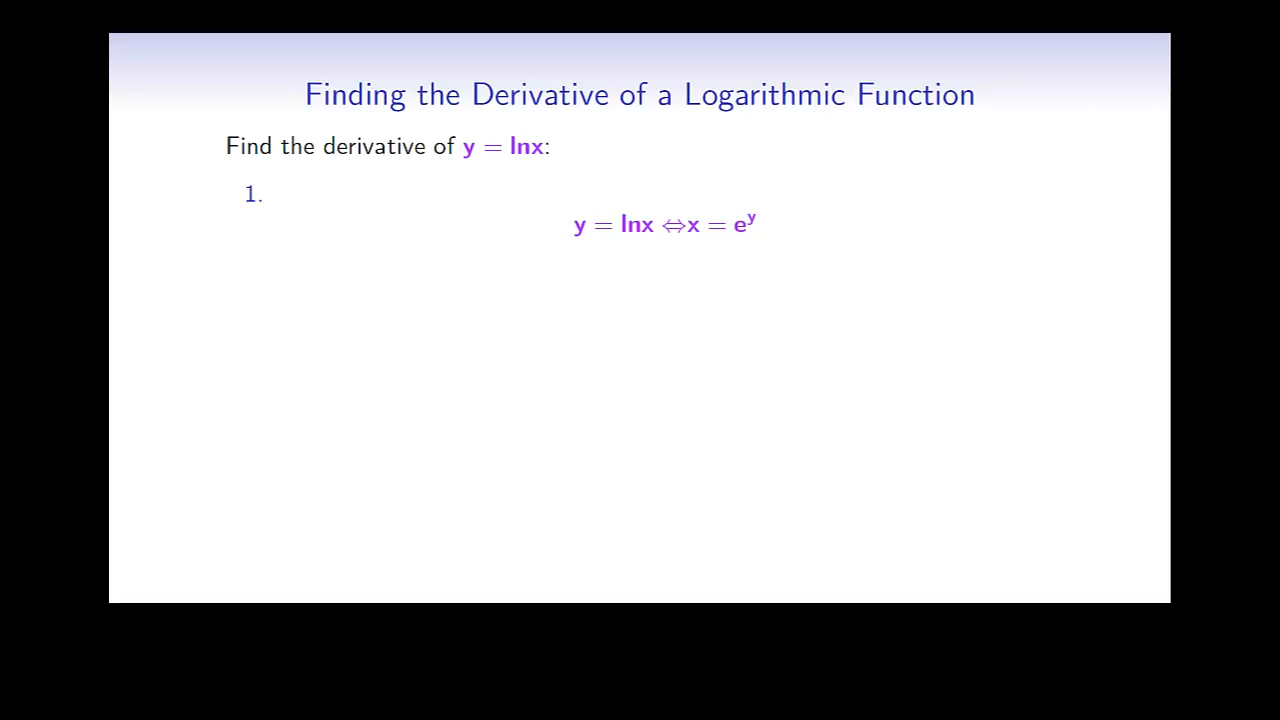 Finding the Derivative of a Logarithmic Function
Find the derivative of y = lnx:
1.
y = lnx ⇔x = e^y